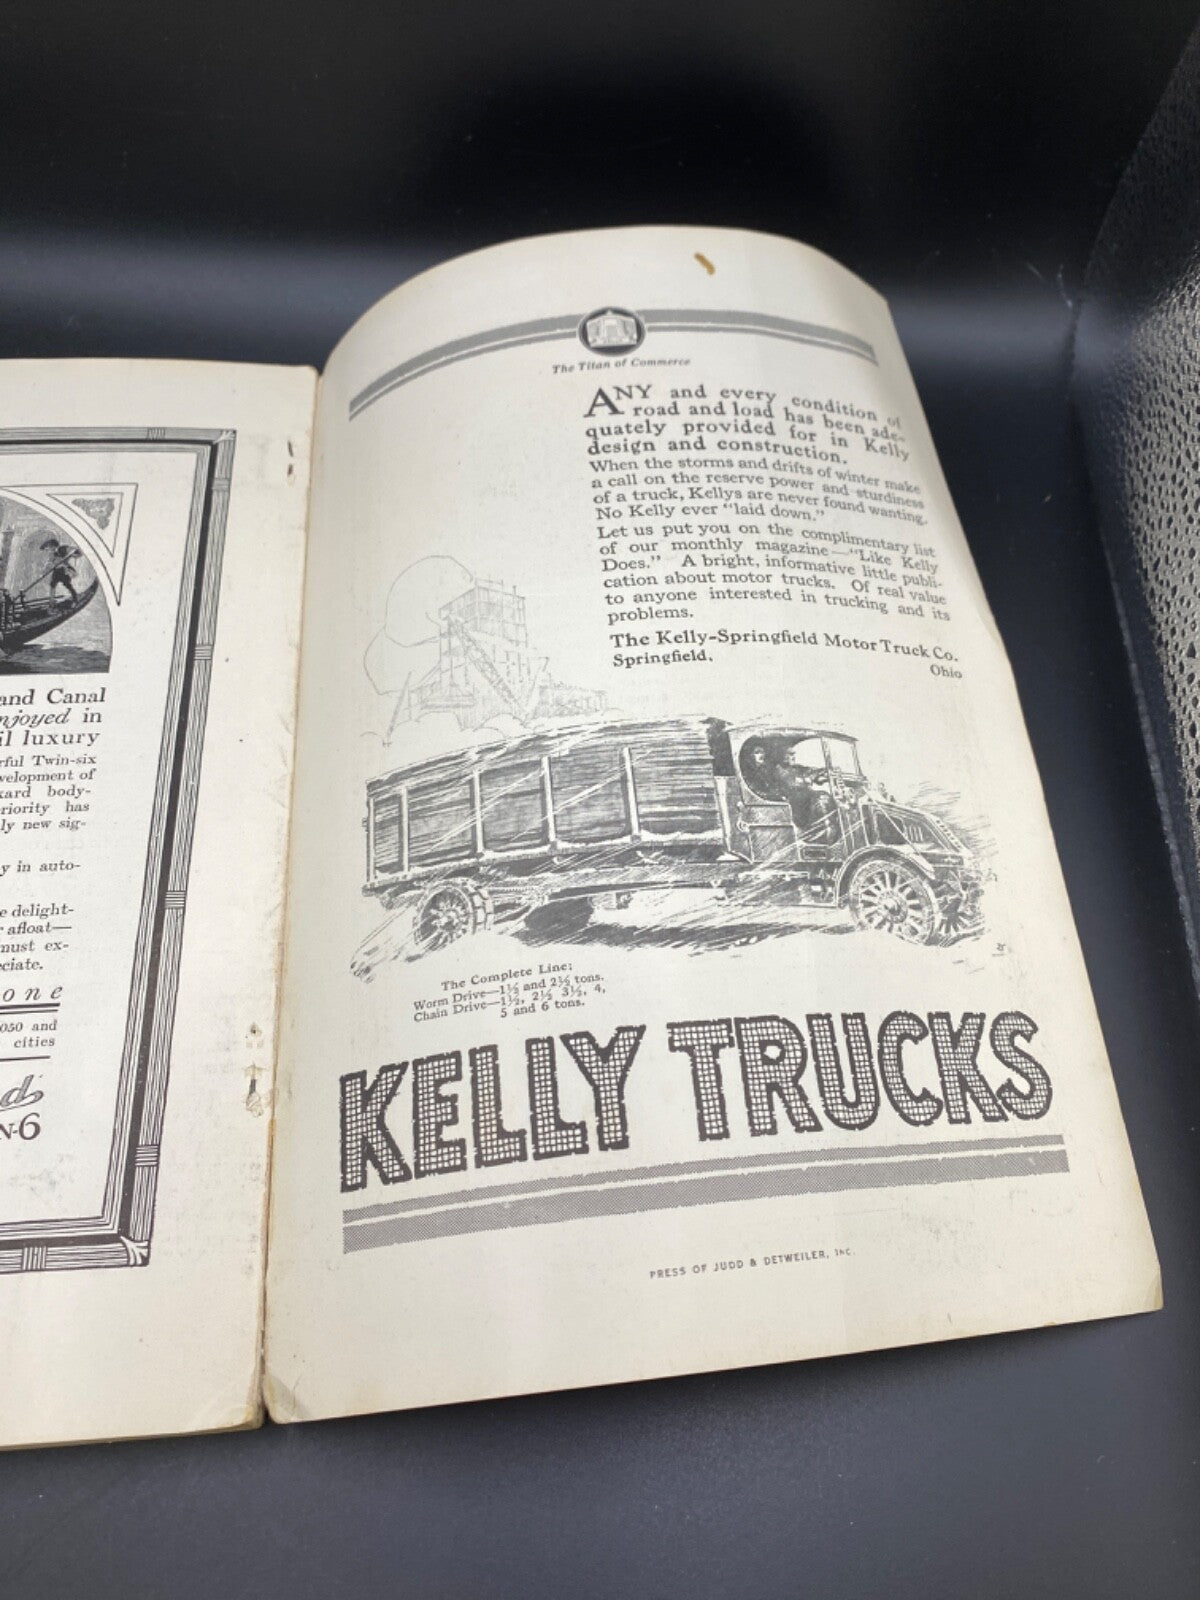 and Canal
njoyed in
il luxury
rful Twin-six
velopment of
kard body-
riority has
ly new sig-
y in auto-
e delight-
r afloat—
must ex-
ciate.
one
050 and
cities
N-6
The Titan of Commerce
ANY and every condition of
road and load has been ade-
quately provided for in Kelly
design and construction.
When the storms and drifts of winter make
a call on the reserve power and sturdiness
of a truck, Kellys are never found wanting.
No Kelly ever "laid down."
Let us put you on the complimentary list
of our monthly magazine—"Like Kelly
Does." A bright, informative little publi-
cation about motor trucks. Of real value
to anyone interested in trucking and its
problems.
The Kelly-Springfield Motor Truck Co.
Springfield, Ohio
The Complete Line:
Worm Drive—1½ and 2½ tons.
Chain Drive—1½, 2½ 3½, 4,
5 and 6 tons.
KELLY TRUCKS
PRESS OF JUDD & DETWEILER, INC.